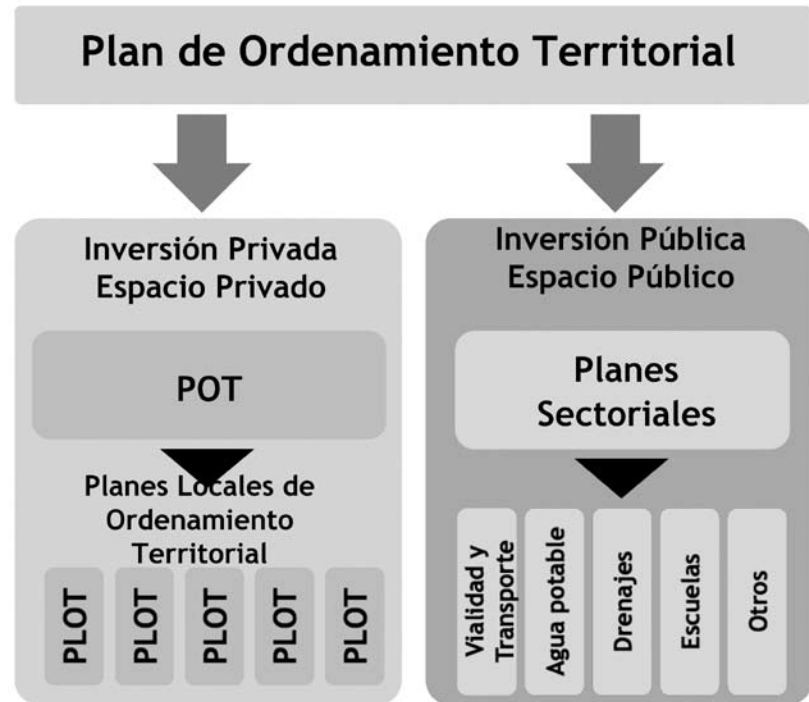 Plan de Ordenamiento Territorial
Inversión Privada
Espacio Privado
POT
Planes Locales de
Ordenamiento
Territorial
PLOT
PLOT
PLOT
PLOT
PLOT
Inversión Pública
Espacio Público
Planes
Sectoriales
Vialidad y
Transporte
Agua potable
Drenajes
Escuelas
Otros